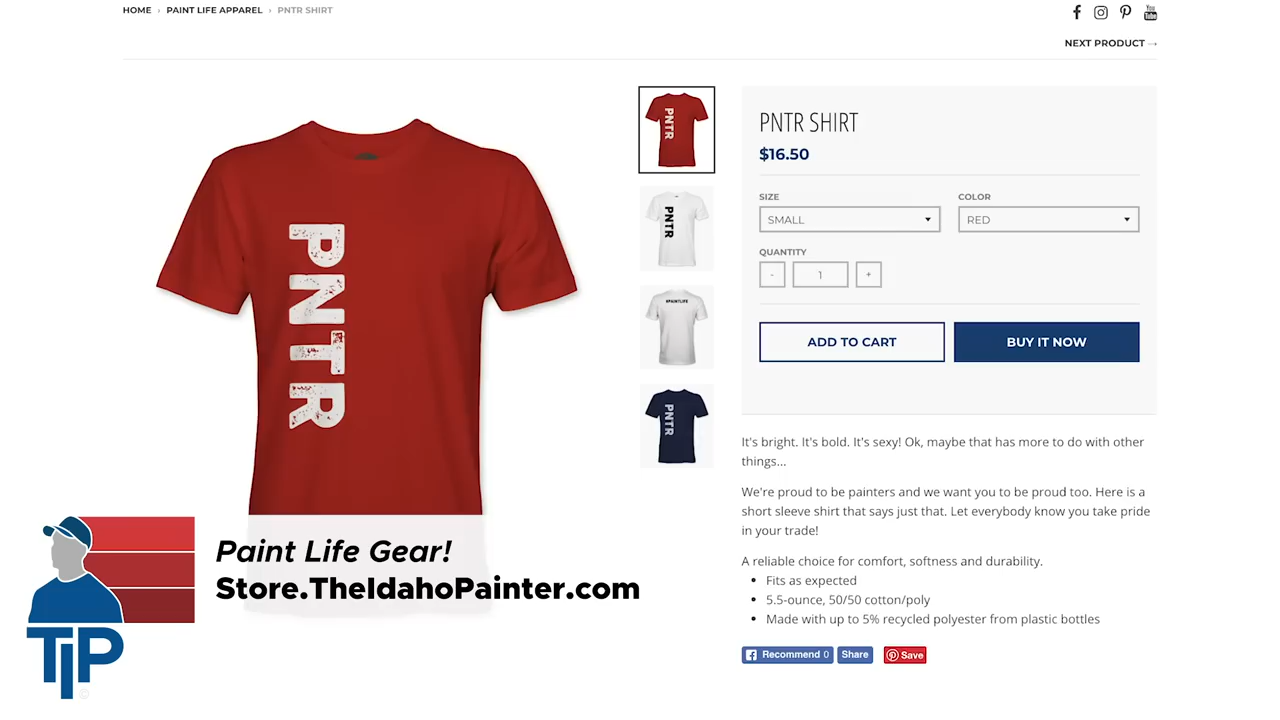 HOME › PAINT LIFE APPAREL › PNTR SHIRT
You Tube
NEXT PRODUCT →
PNTR
PNTR
PNTR
#PAINTLIFE
PNTR
PNTR SHIRT
$16.50
SIZE COLOR
SMALL RED
QUANTITY
- 1 +
ADD TO CART BUY IT NOW
It's bright. It's bold. It's sexy! Ok, maybe that has more to do with other
things...
We're proud to be painters and we want you to be proud too. Here is a
short sleeve shirt that says just that. Let everybody know you take pride
in your trade!
A reliable choice for comfort, softness and durability.
• Fits as expected
• 5.5-ounce, 50/50 cotton/poly
• Made with up to 5% recycled polyester from plastic bottles
Recommend 0 Share Save
Paint Life Gear!
Store.TheIdahoPainter.com
TIP
©